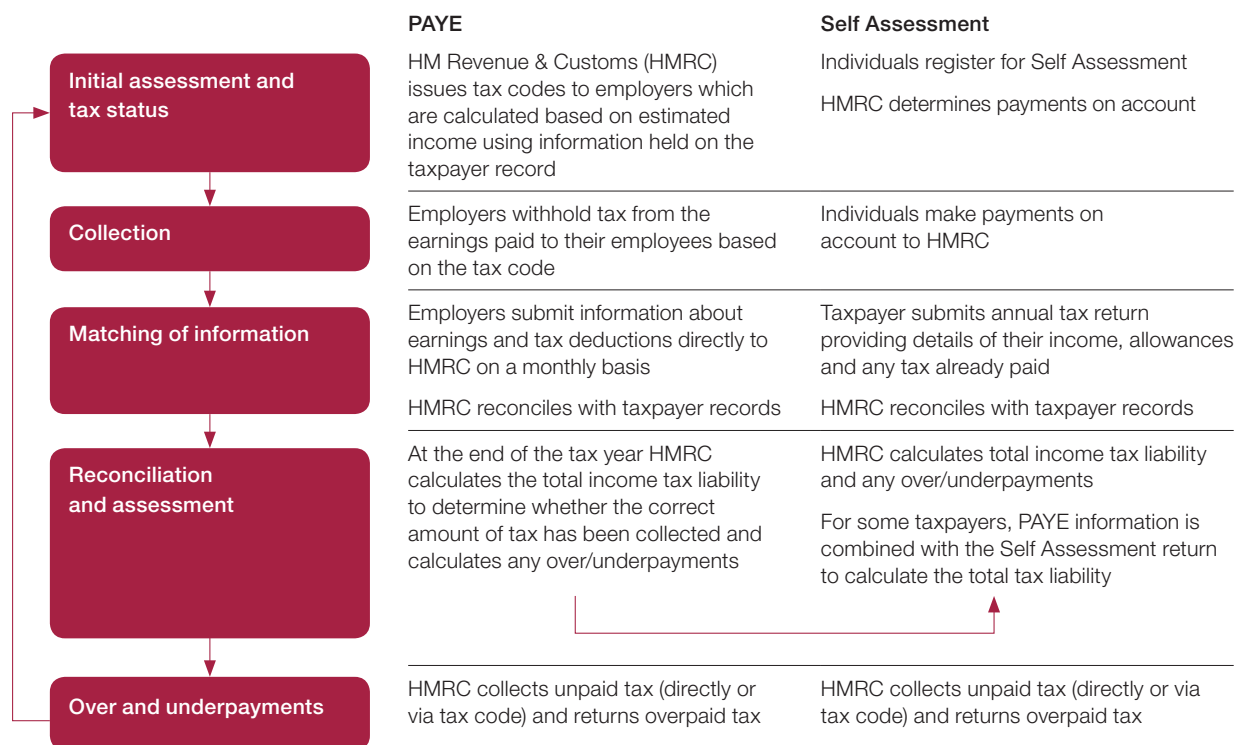 PAYE
Self Assessment
Initial assessment and
tax status
HM Revenue & Customs (HMRC)
issues tax codes to employers which
are calculated based on estimated
income using information held on the
taxpayer record
Individuals register for Self Assessment
HMRC determines payments on account
Collection
Employers withhold tax from the
earnings paid to their employees based
on the tax code
Individuals make payments on
account to HMRC
Matching of information
Employers submit information about
earnings and tax deductions directly to
HMRC on a monthly basis
HMRC reconciles with taxpayer records
Taxpayer submits annual tax return
providing details of their income, allowances
and any tax already paid
HMRC reconciles with taxpayer records
Reconciliation
and assessment
At the end of the tax year HMRC
calculates the total income tax liability
to determine whether the correct
amount of tax has been collected and
calculates any over/underpayments
HMRC calculates total income tax liability
and any over/underpayments
For some taxpayers, PAYE information is
combined with the Self Assessment return
to calculate the total tax liability
Over and underpayments
HMRC collects unpaid tax (directly or
via tax code) and returns overpaid tax
HMRC collects unpaid tax (directly or via
tax code) and returns overpaid tax